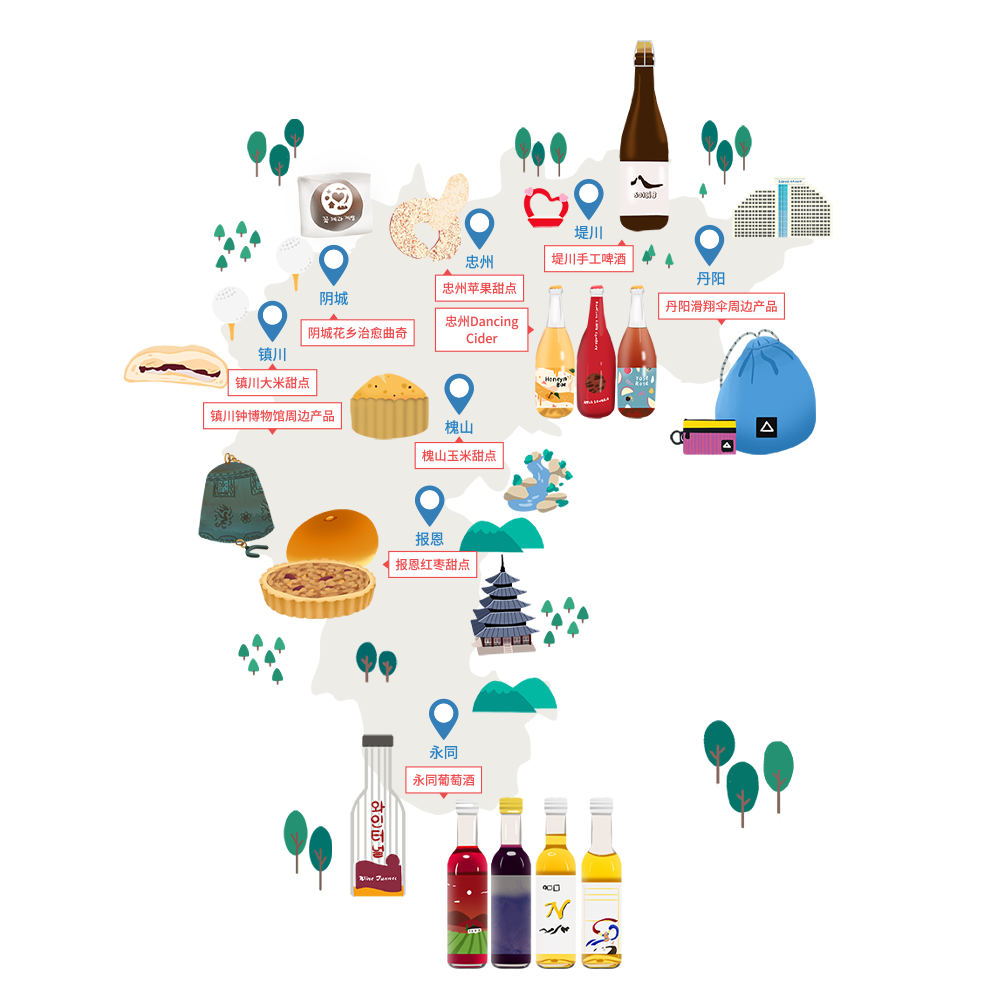 堤川
忠州
丹阳
堤川手工啤酒
阴城
忠州苹果甜点
丹阳滑翔伞周边产品
忠州Dancing
Cider
阴城花乡治愈曲奇
镇川
镇川大米甜点
镇川钟博物馆周边产品
槐山
槐山玉米甜点
报恩
报恩红枣甜点
永同
永同葡萄酒
와인터널
Wine Tunnel